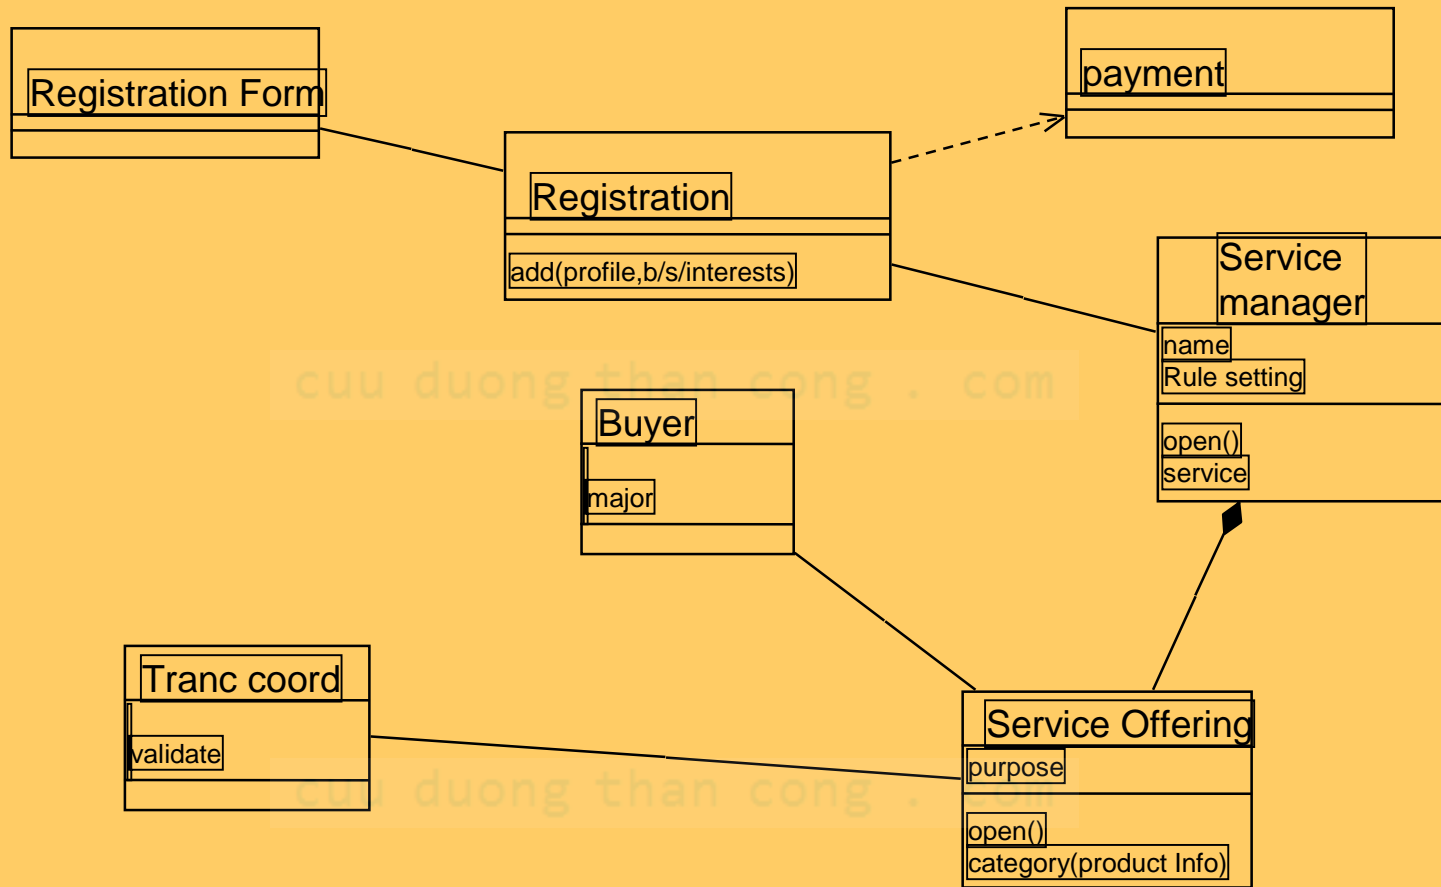 Registration Form
payment
Registration
add(profile,b/s/interests)
Service
manager
name
Rule setting
open()
service
cuu duong than cong . com
Buyer
major
Tranc coord
validate
Service Offering
purpose
cuu duong than cong . com
open()
category(product Info)